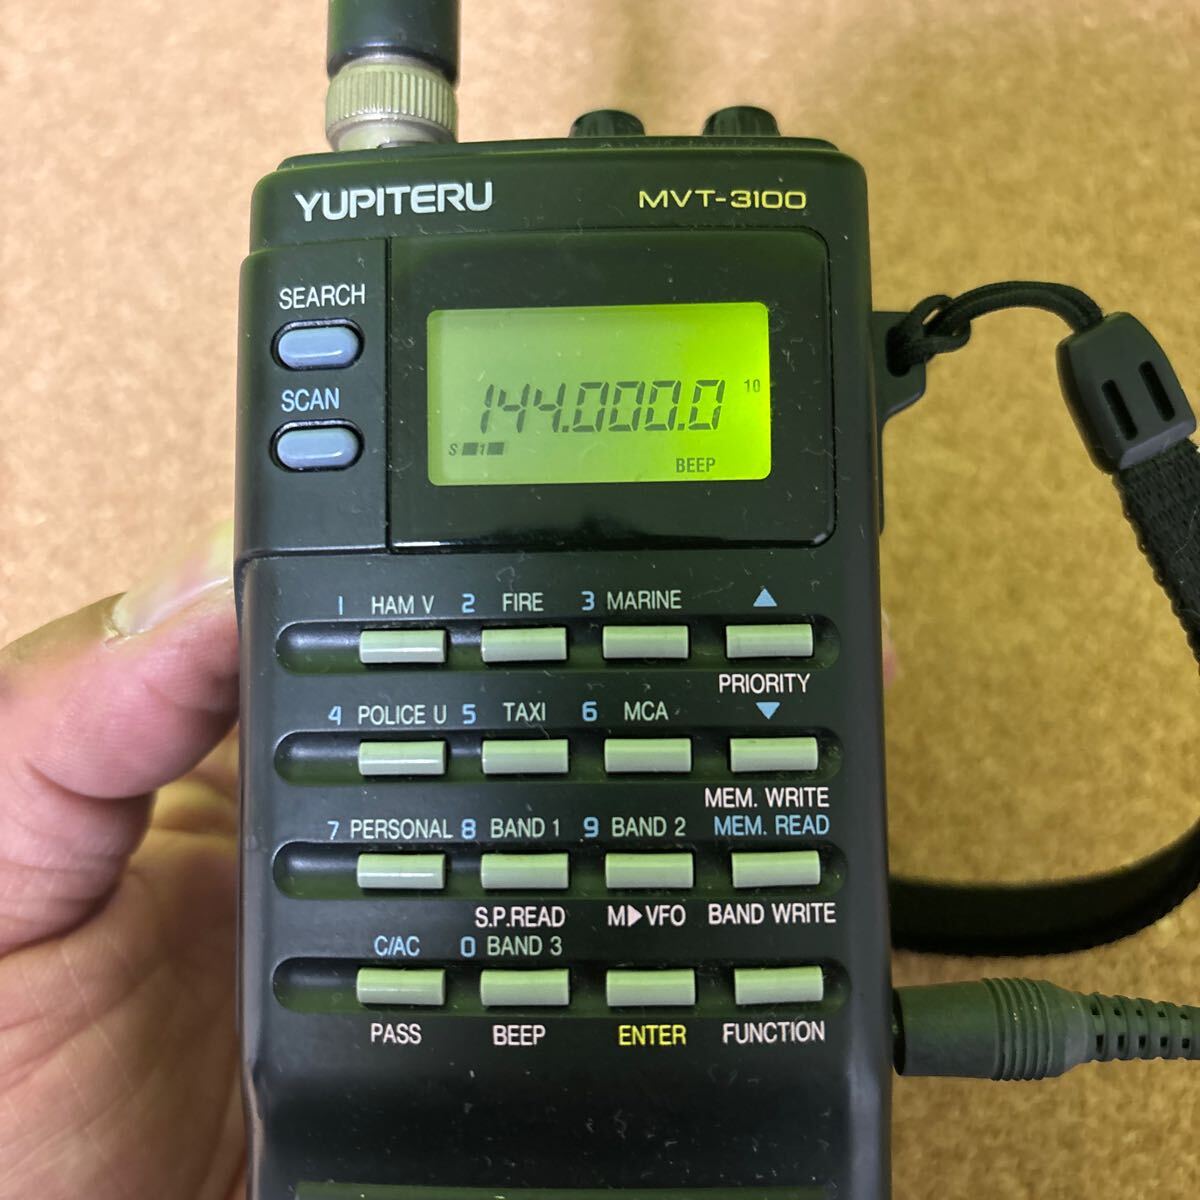 YUPITERU MVT-3100
SEARCH
SCAN
144.000.0 10
S 1
BEEP
1 HAM V 2 FIRE 3 MARINE ▲
PRIORITY
4 POLICE U 5 TAXI 6 MCA ▼
MEM. WRITE
7 PERSONAL 8 BAND 1 9 BAND 2 MEM. READ
S.P.READ M▶VFO BAND WRITE
C/AC 0 BAND 3
PASS BEEP ENTER FUNCTION